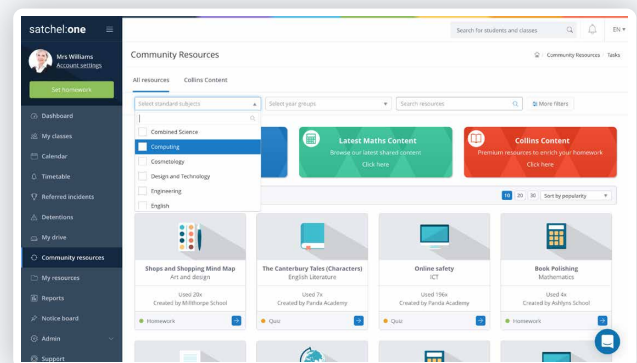 satchel:one
Search for students and classes
EN
Mrs Williams
Account settings
Set homework
Dashboard
My classes
Calendar
Timetable
Referred incidents
Detentions
My drive
Community resources
My resources
Reports
Notice board
Admin
Support
Community Resources
Community Resources Tasks
All resources
Collins Content
Select standard subjects
Select year groups
Search resources
More filters
Combined Science
Computing
Cosmetology
Design and Technology
Engineering
English
Latest Maths Content
Browse our latest shared content
Click here
Collins Content
Premium resources to enrich your homework
Click here
10 20 30 Sort by popularity
Shops and Shopping Mind Map
Art and design
Used 20x
Created by Millthorpe School
Homework
The Canterbury Tales (Characters)
English Literature
Used 7x
Created by Panda Academy
Quiz
Online safety
ICT
Used 196x
Created by Panda Academy
Quiz
Book Polishing
Mathematics
Used 4x
Created by Ashlyns School
Homework